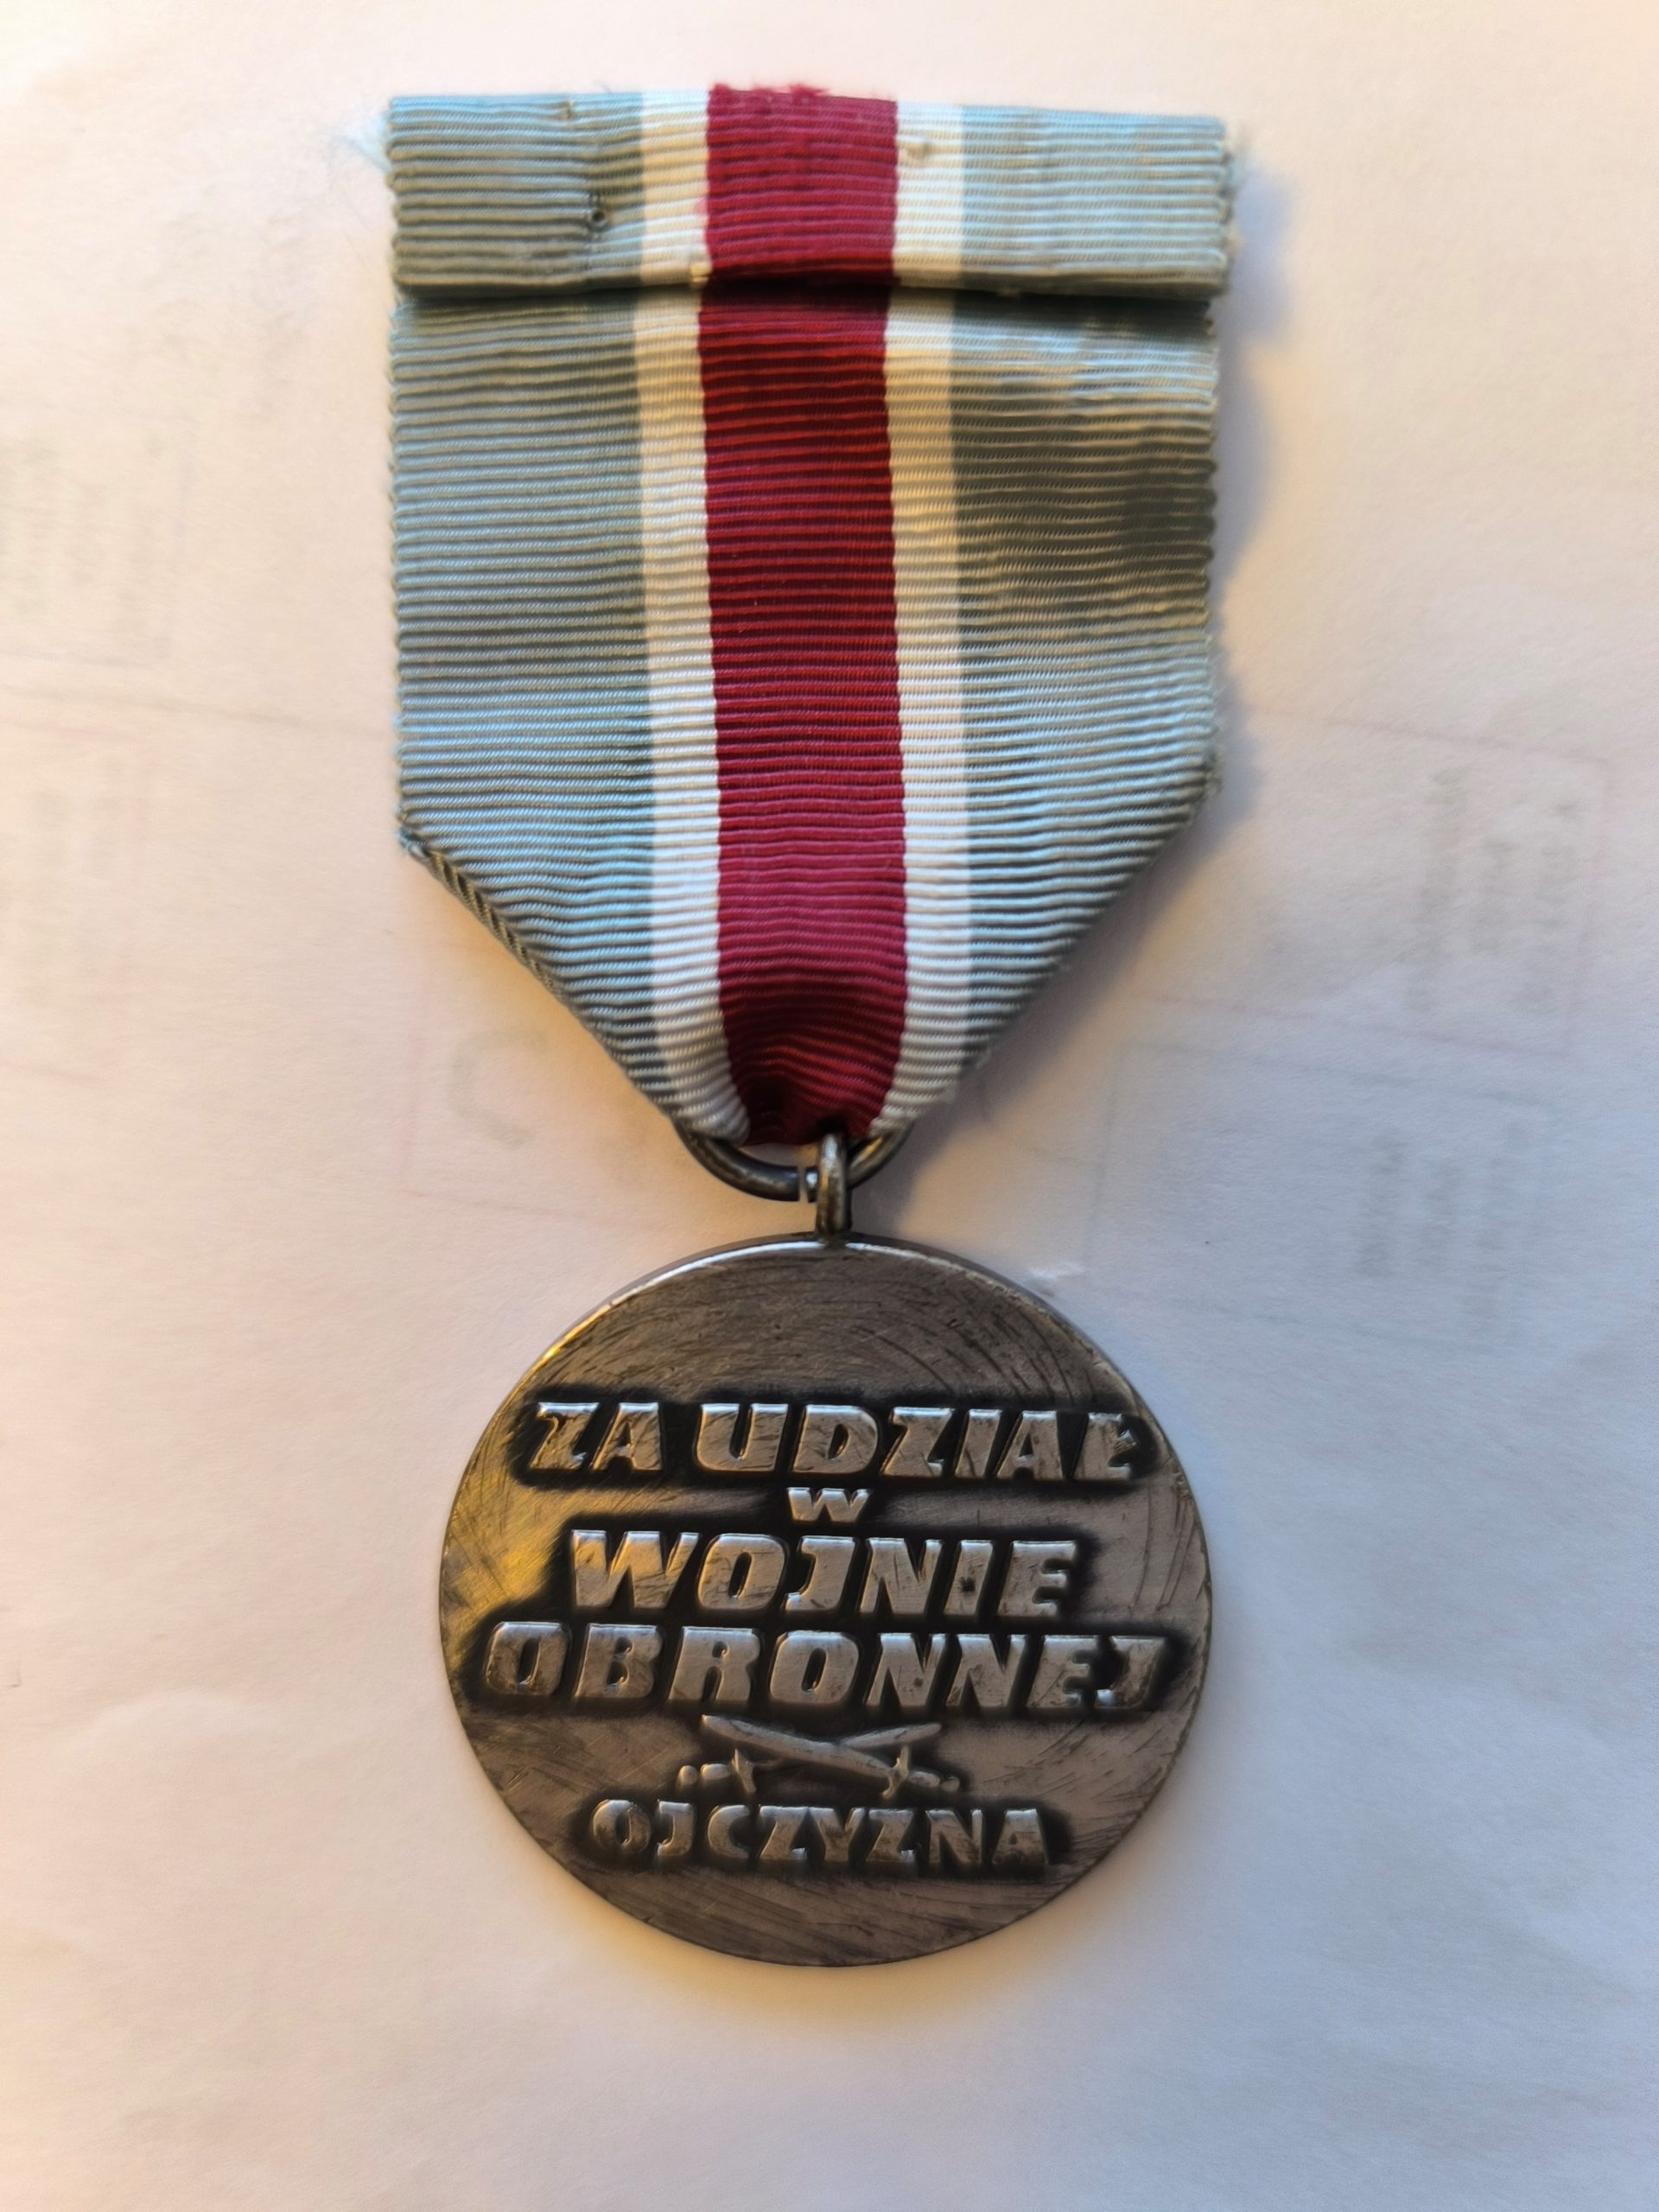 ZA UDZIAŁ
W
WOJNIE
OBRONNEJ
OJCZYZNA